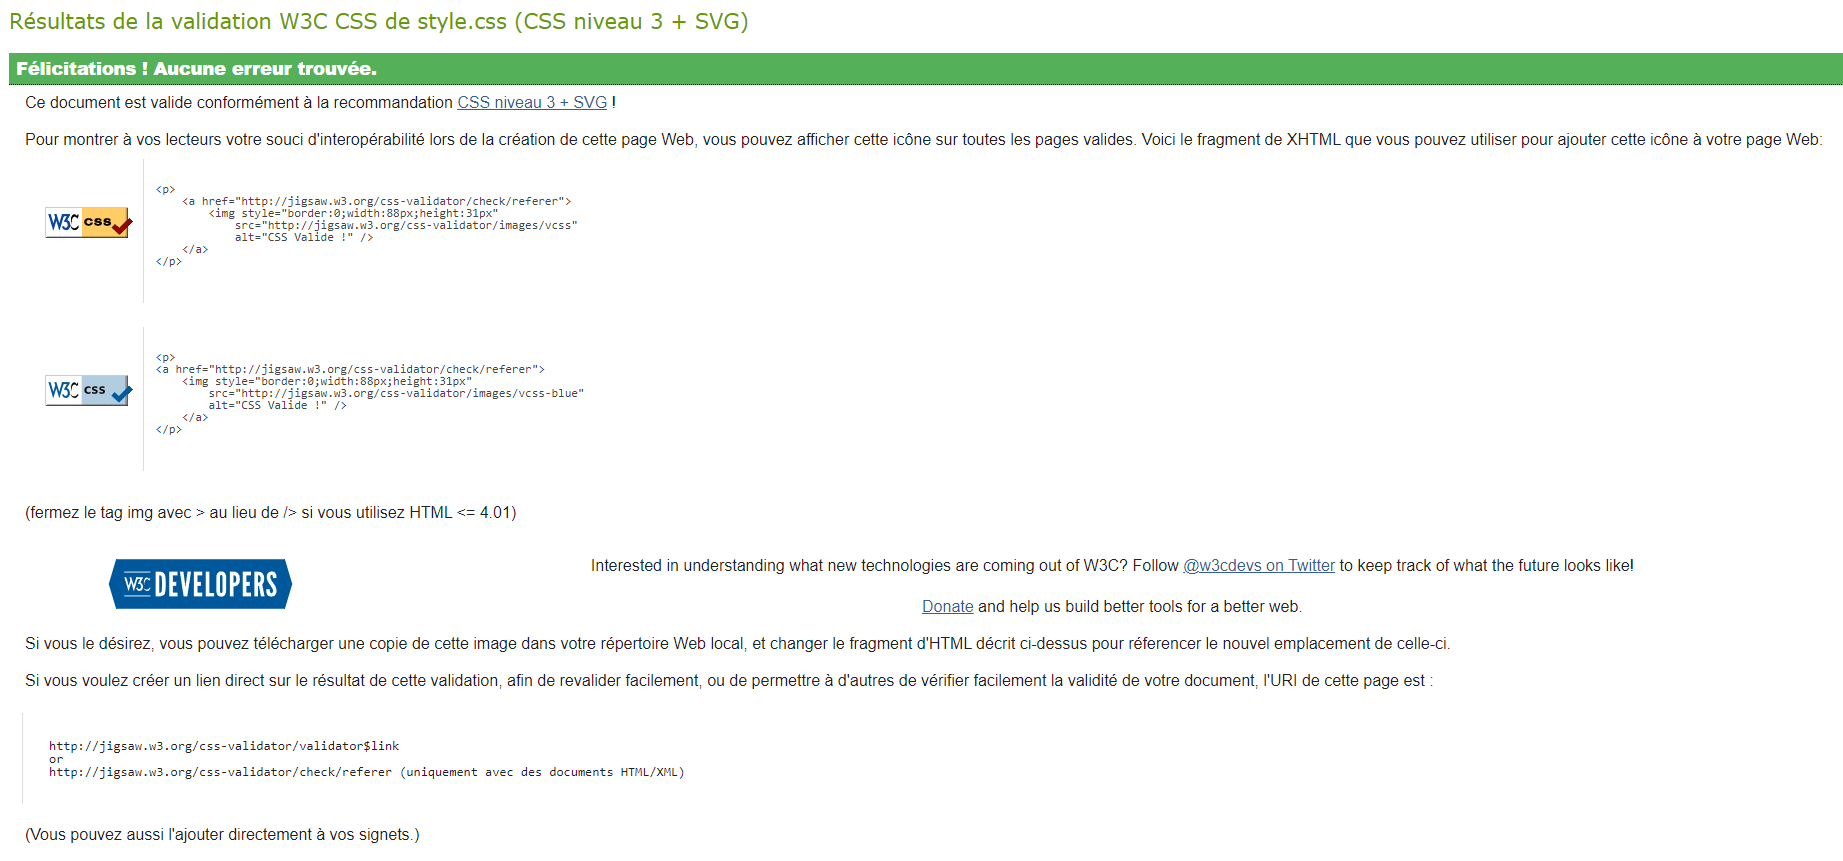 Résultats de la validation W3C CSS de style.css (CSS niveau 3 + SVG)
Félicitations ! Aucune erreur trouvée.
Ce document est valide conformément à la recommandation CSS niveau 3 + SVG !
Pour montrer à vos lecteurs votre souci d'interopérabilité lors de la création de cette page Web, vous pouvez afficher cette icône sur toutes les pages valides. Voici le fragment de XHTML que vous pouvez utiliser pour ajouter cette icône à votre page Web:
W3C css
<p>
<a href="http://jigsaw.w3.org/css-validator/check/referer">
<img style="border:0;width:88px;height:31px"
src="http://jigsaw.w3.org/css-validator/images/vcss"
alt="CSS Valide !" />
</a>
</p>
W3C css
<p>
<a href="http://jigsaw.w3.org/css-validator/check/referer">
<img style="border:0;width:88px;height:31px"
src="http://jigsaw.w3.org/css-validator/images/vcss-blue"
alt="CSS Valide !" />
</a>
</p>
(fermez le tag img avec > au lieu de /> si vous utilisez HTML <= 4.01)
W3C DEVELOPERS
Interested in understanding what new technologies are coming out of W3C? Follow @w3cdevs on Twitter to keep track of what the future looks like!
Donate and help us build better tools for a better web.
Si vous le désirez, vous pouvez télécharger une copie de cette image dans votre répertoire Web local, et changer le fragment d'HTML décrit ci-dessus pour réferencer le nouvel emplacement de celle-ci.
Si vous voulez créer un lien direct sur le résultat de cette validation, afin de revalider facilement, ou de permettre à d'autres de vérifier facilement la validité de votre document, l'URI de cette page est :
http://jigsaw.w3.org/css-validator/validator$link
or
http://jigsaw.w3.org/css-validator/check/referer (uniquement avec des documents HTML/XML)
(Vous pouvez aussi l'ajouter directement à vos signets.)